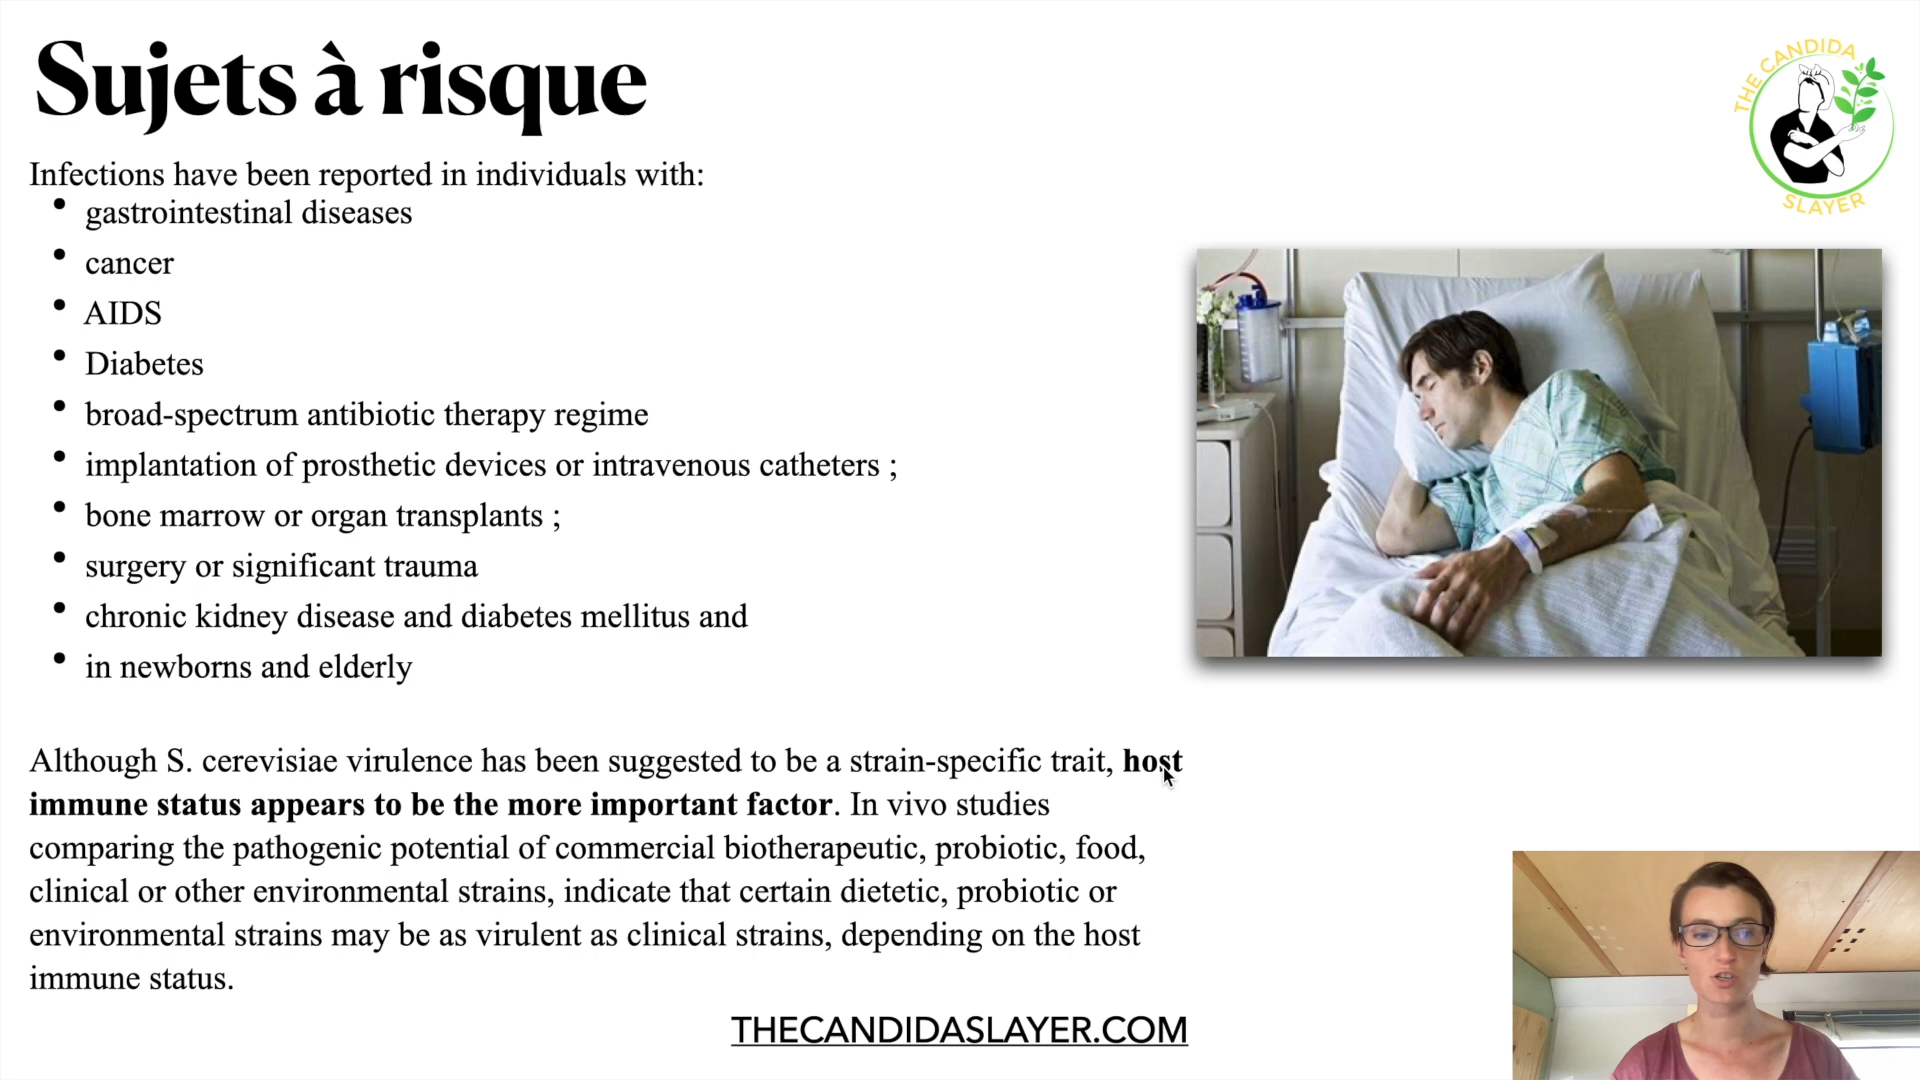 Sujets à risque
THE CANDIDA
SLAYER
Infections have been reported in individuals with:
• gastrointestinal diseases
• cancer
• AIDS
• Diabetes
• broad-spectrum antibiotic therapy regime
• implantation of prosthetic devices or intravenous catheters ;
• bone marrow or organ transplants ;
• surgery or significant trauma
• chronic kidney disease and diabetes mellitus and
• in newborns and elderly
Although S. cerevisiae virulence has been suggested to be a strain-specific trait, host
immune status appears to be the more important factor. In vivo studies
comparing the pathogenic potential of commercial biotherapeutic, probiotic, food,
clinical or other environmental strains, indicate that certain dietetic, probiotic or
environmental strains may be as virulent as clinical strains, depending on the host
immune status.
THECANDIDASLAYER.COM